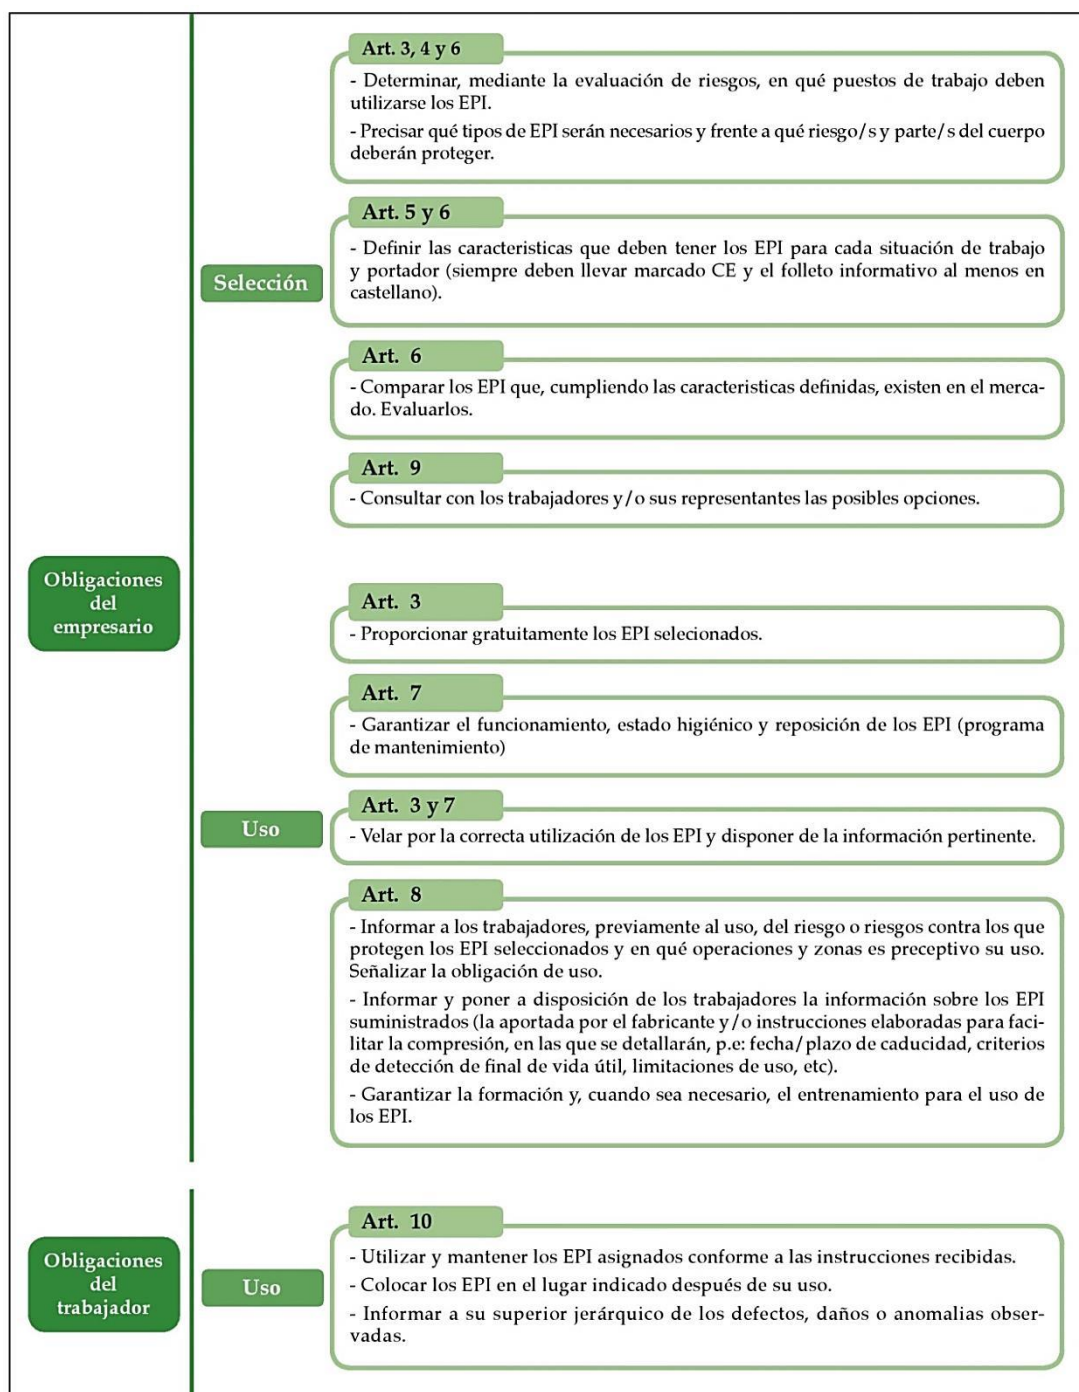 Art. 3, 4 y 6
- Determinar, mediante la evaluación de riesgos, en qué puestos de trabajo deben
utilizarse los EPI.
- Precisar qué tipos de EPI serán necesarios y frente a qué riesgo/s y parte/s del cuerpo
deberán proteger.
Selección
Art. 5 y 6
- Definir las caracteristicas que deben tener los EPI para cada situación de trabajo
y portador (siempre deben llevar marcado CE y el folleto informativo al menos en
castellano).
Art. 6
- Comparar los EPI que, cumpliendo las caracteristicas definidas, existen en el merca-
do. Evaluarlos.
Art. 9
- Consultar con los trabajadores y/o sus representantes las posibles opciones.
Obligaciones
del
empresario
Art. 3
- Proporcionar gratuitamente los EPI selecionados.
Art. 7
- Garantizar el funcionamiento, estado higiénico y reposición de los EPI (programa
de mantenimiento)
Uso
Art. 3 y 7
- Velar por la correcta utilización de los EPI y disponer de la información pertinente.
Art. 8
- Informar a los trabajadores, previamente al uso, del riesgo o riesgos contra los que
protegen los EPI seleccionados y en qué operaciones y zonas es preceptivo su uso.
Señalizar la obligación de uso.
- Informar y poner a disposición de los trabajadores la información sobre los EPI
suministrados (la aportada por el fabricante y/o instrucciones elaboradas para faci-
litar la compresión, en las que se detallarán, p.e: fecha/plazo de caducidad, criterios
de detección de final de vida útil, limitaciones de uso, etc).
- Garantizar la formación y, cuando sea necesario, el entrenamiento para el uso de
los EPI.
Obligaciones
del
trabajador
Uso
Art. 10
- Utilizar y mantener los EPI asignados conforme a las instrucciones recibidas.
- Colocar los EPI en el lugar indicado después de su uso.
- Informar a su superior jerárquico de los defectos, daños o anomalias obser-
vadas.